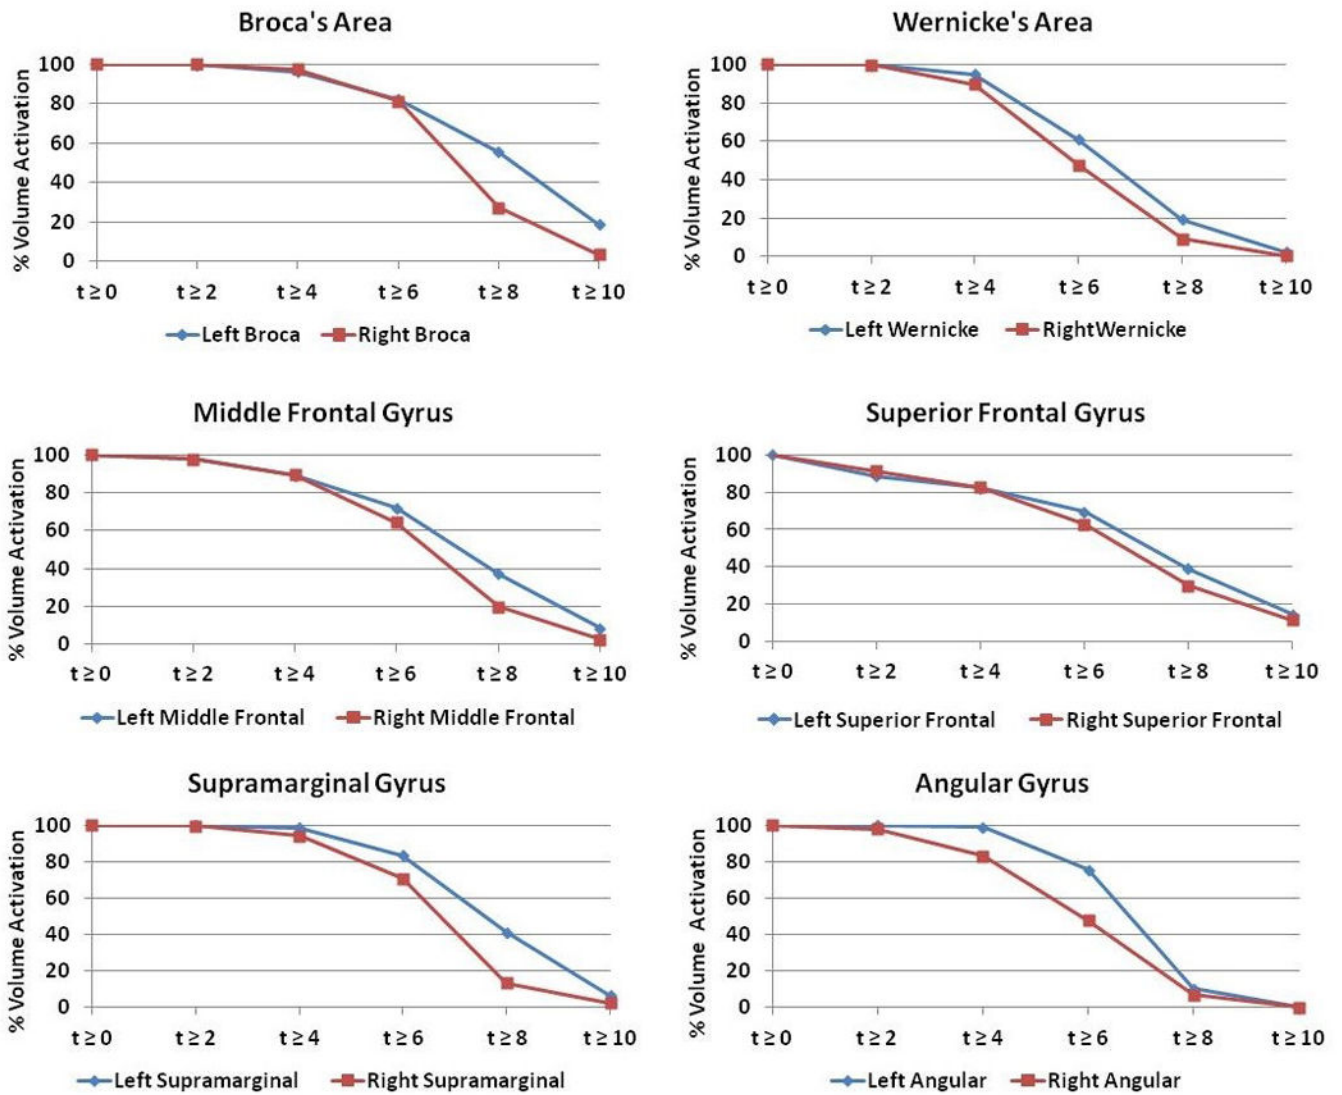 Broca's Area
% Volume Activation
100
80
60
40
20
0
t ≥ 0 t ≥ 2 t ≥ 4 t ≥ 6 t ≥ 8 t ≥ 10
Left Broca Right Broca
Wernicke's Area
% Volume Activation
100
80
60
40
20
0
t ≥ 0 t ≥ 2 t ≥ 4 t ≥ 6 t ≥ 8 t ≥ 10
Left Wernicke RightWernicke
Middle Frontal Gyrus
% Volume Activation
100
80
60
40
20
0
t ≥ 0 t ≥ 2 t ≥ 4 t ≥ 6 t ≥ 8 t ≥ 10
Left Middle Frontal Right Middle Frontal
Superior Frontal Gyrus
% Volume Activation
100
80
60
40
20
0
t ≥ 0 t ≥ 2 t ≥ 4 t ≥ 6 t ≥ 8 t ≥ 10
Left Superior Frontal Right Superior Frontal
Supramarginal Gyrus
% Volume Activation
100
80
60
40
20
0
t ≥ 0 t ≥ 2 t ≥ 4 t ≥ 6 t ≥ 8 t ≥ 10
Left Supramarginal Right Supramarginal
Angular Gyrus
% Volume Activation
100
80
60
40
20
0
t ≥ 0 t ≥ 2 t ≥ 4 t ≥ 6 t ≥ 8 t ≥ 10
Left Angular Right Angular